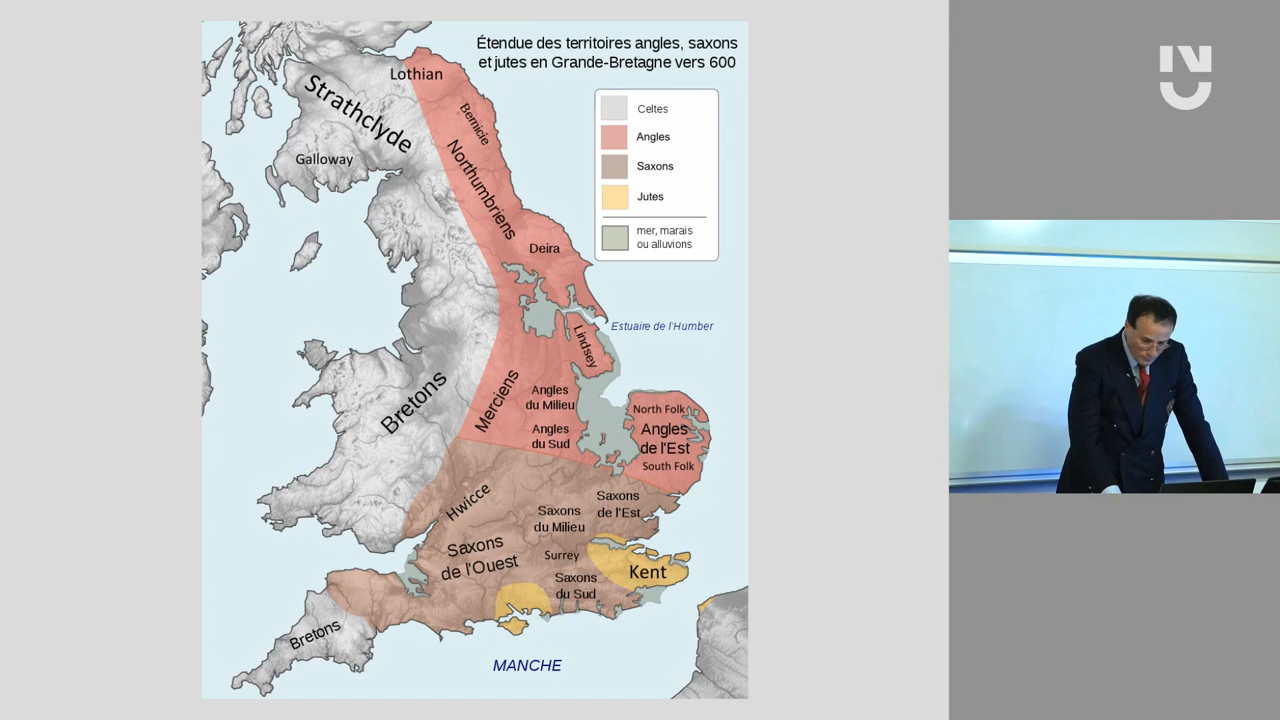 Étendue des territoires angles, saxons
et jutes en Grande-Bretagne vers 600
Celtes
Angles
Saxons
Jutes
mer, marais
ou alluvions
Lothian
Strathclyde
Bernicie
Galloway
Northumbriens
Deira
Estuaire de l'Humber
Lindsey
Bretons
Merciens
Angles
du Milieu
Angles
du Sud
North Folk
Angles
de l'Est
South Folk
Hwicce
Saxons
de l'Est
Saxons
du Milieu
Saxons
de l'Ouest
Surrey
Kent
Saxons
du Sud
Bretons
MANCHE